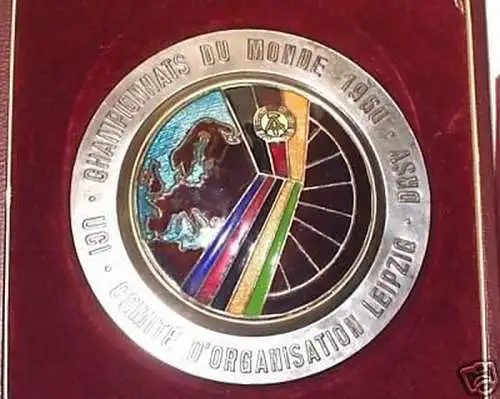 · CHAMPIONNATS DU MONDE 1960 · DRSV ·
UCI · COMITÉ D'ORGANISATION LEIPZIG ·